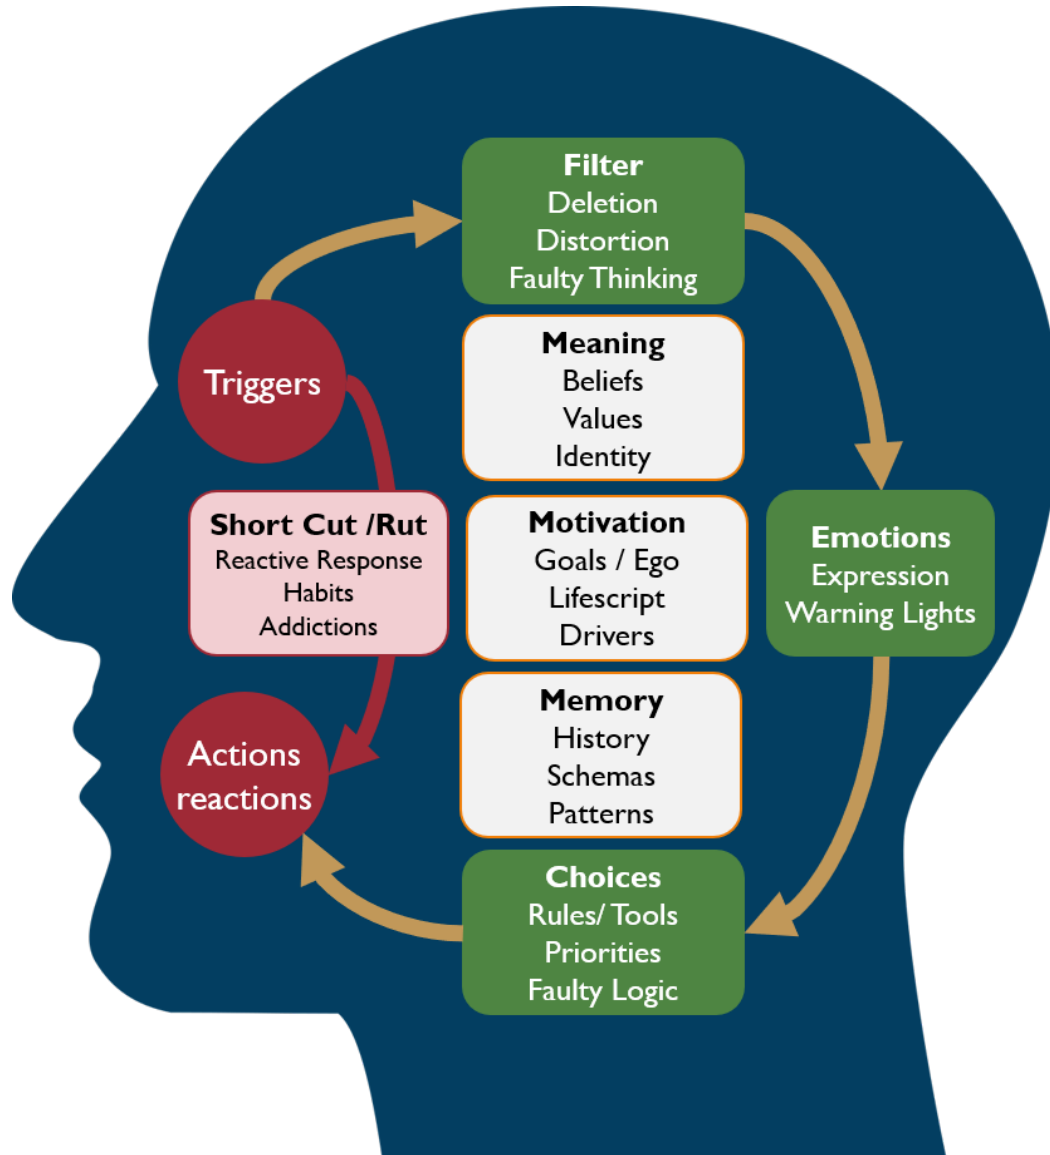 Filter
Deletion
Distortion
Faulty Thinking
Triggers
Meaning
Beliefs
Values
Identity
Short Cut /Rut
Reactive Response
Habits
Addictions
Motivation
Goals / Ego
Lifescript
Drivers
Emotions
Expression
Warning Lights
Memory
History
Schemas
Patterns
Actions
reactions
Choices
Rules/ Tools
Priorities
Faulty Logic